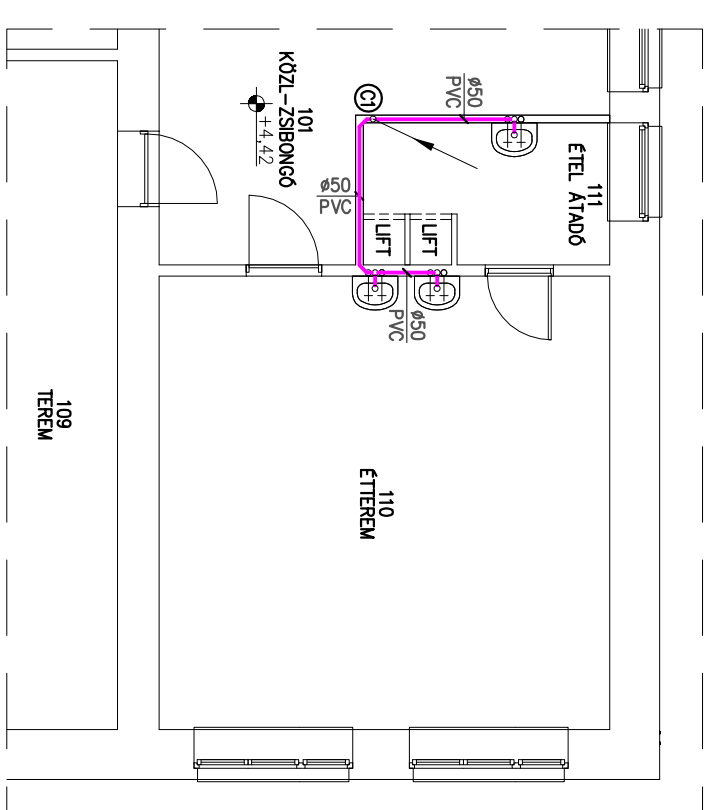 ø50
PVC
C1
101
KÖZL-ZSIBONGÓ
+4,42
111
ÉTEL ÁTADÓ
ø50
PVC
LIFT
LIFT
ø50
PVC
109
TEREM
110
ÉTTEREM